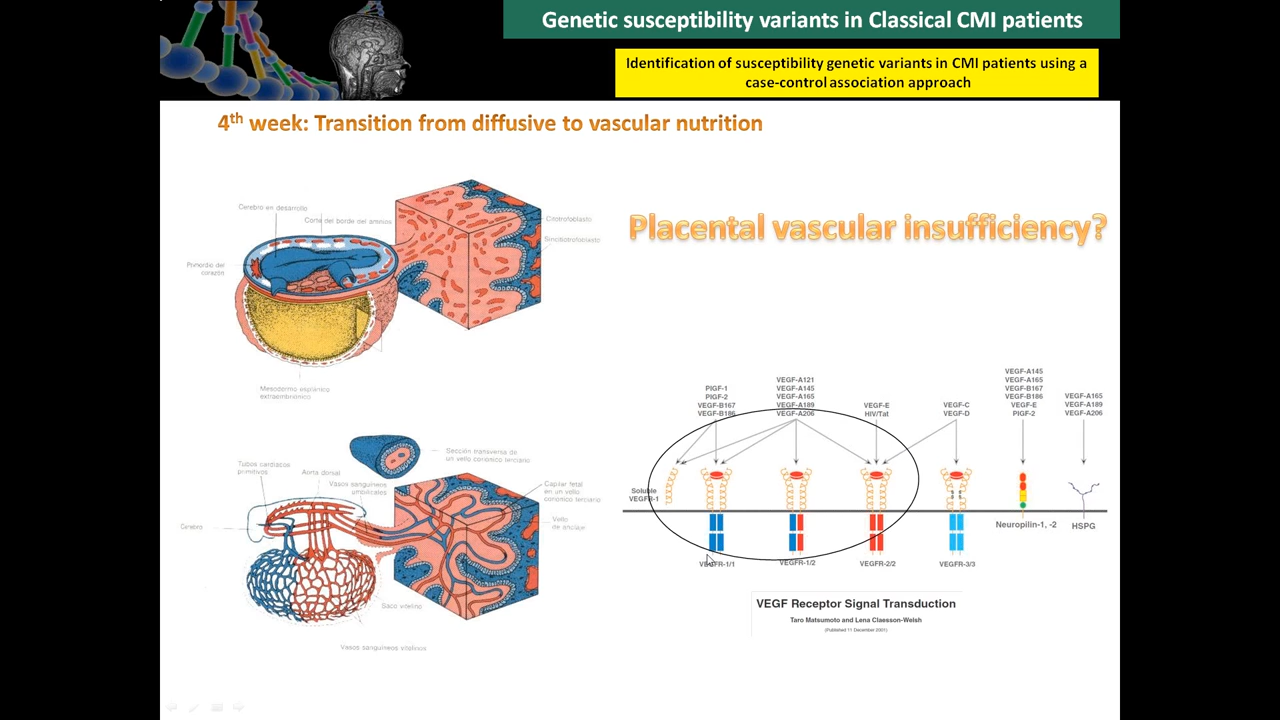 Genetic susceptibility variants in Classical CMI patients
Identification of susceptibility genetic variants in CMI patients using a
case-control association approach
4th week: Transition from diffusive to vascular nutrition
Placental vascular insufficiency?
Cerebro en desarrollo
Corte del borde del amnios
Citotrofoblasto
Sincitiotrofoblasto
Primordio del
corazón
Mesodermo esplácnico
extraembrionario
Sección transversa de
un vello coriónico terciario
Tubos cardíacos
primitivos
Aorta dorsal
Vasos sanguíneos
umbilicales
Capilar fetal
en un vello
coriónico terciario
Cerebro
Vello
de anclaje
Saco vitelino
Vasos sanguíneos vitelinos
PlGF-1
PlGF-2
VEGF-B167
VEGF-B186
VEGF-A121
VEGF-A145
VEGF-A165
VEGF-A189
VEGF-A206
VEGF-E
HIV/Tat
VEGF-C
VEGF-D
VEGF-A145
VEGF-A165
VEGF-B167
VEGF-B186
VEGF-E
PlGF-2
VEGF-A165
VEGF-A189
VEGF-A206
Soluble
VEGFR-1
VEGFR-1/1
VEGFR-1/2
VEGFR-2/2
VEGFR-3/3
Neuropilin-1, -2
HSPG
VEGF Receptor Signal Transduction
Taro Matsumoto and Lena Claesson-Welsh
(Published 11 December 2001)